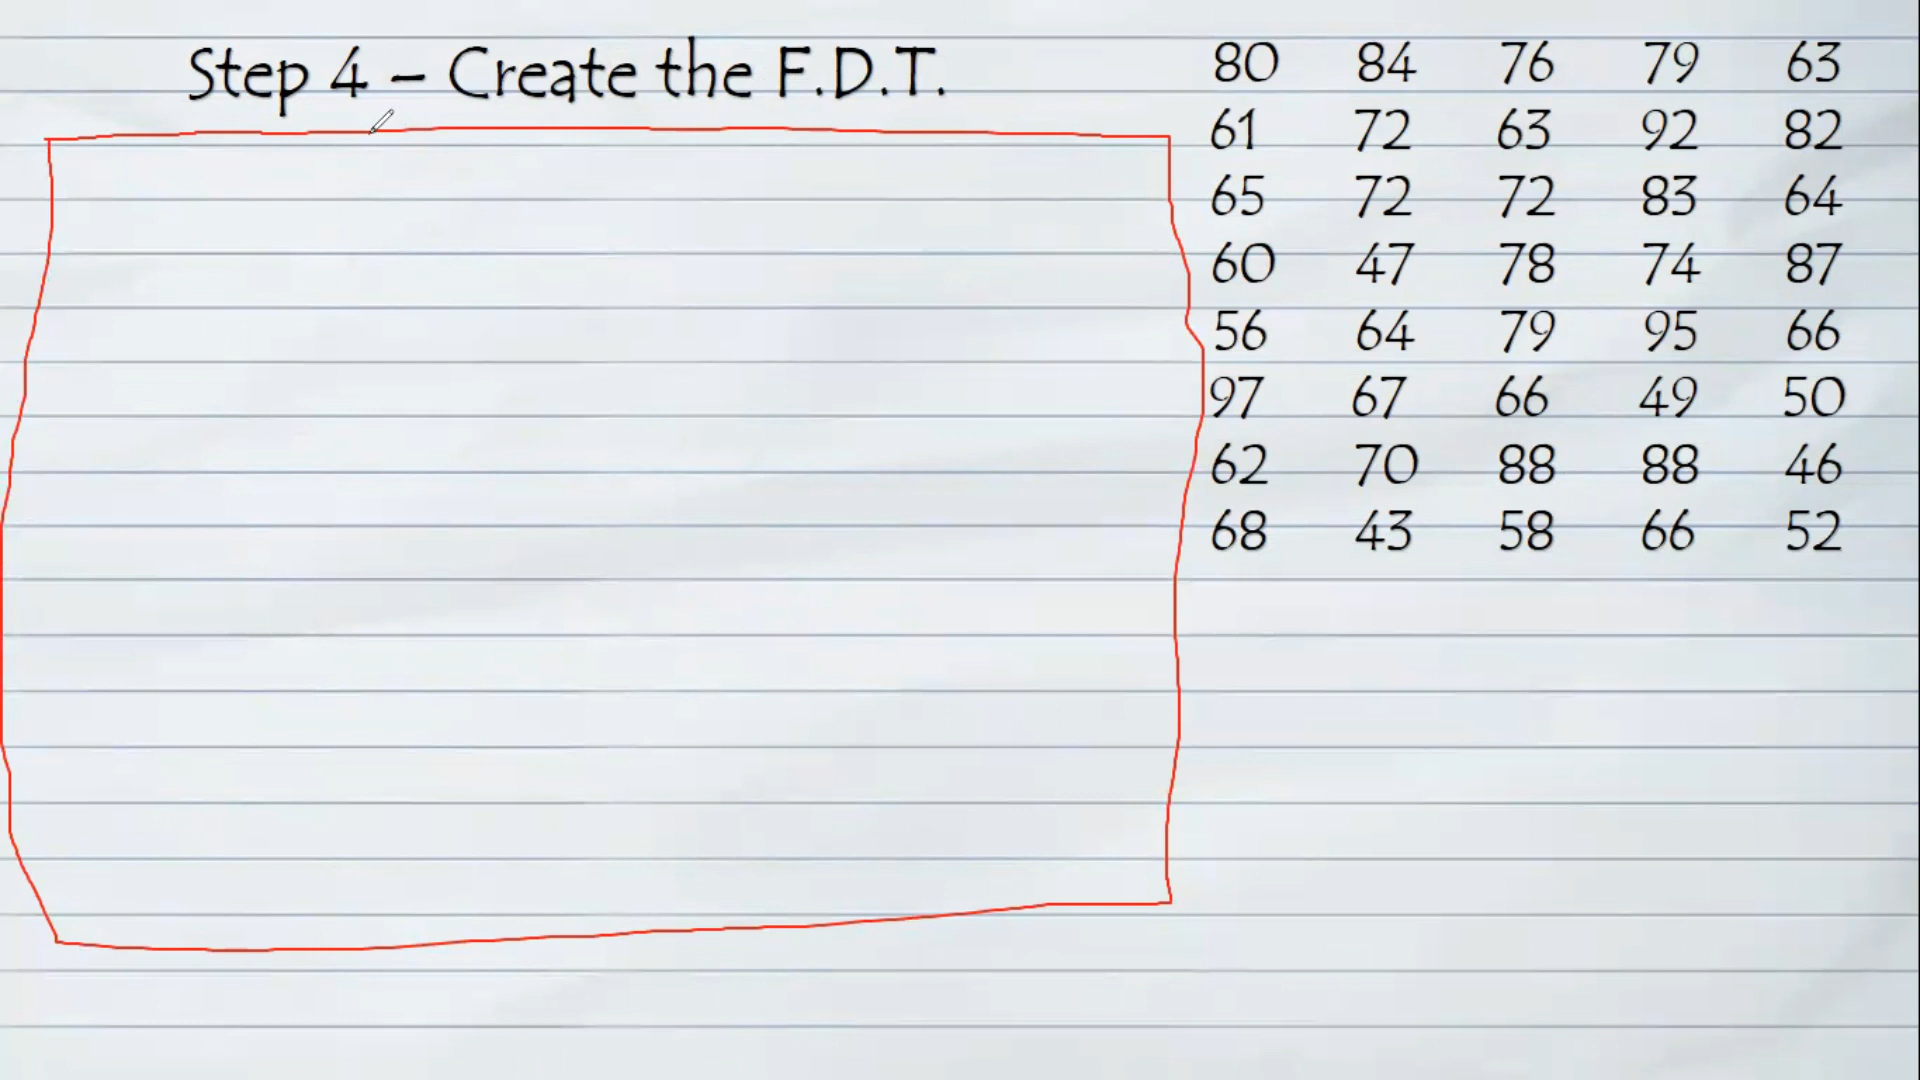 Step 4 – Create the F.D.T.
80 84 76 79 63
61 72 63 92 82
65 72 72 83 64
60 47 78 74 87
56 64 79 95 66
97 67 66 49 50
62 70 88 88 46
68 43 58 66 52